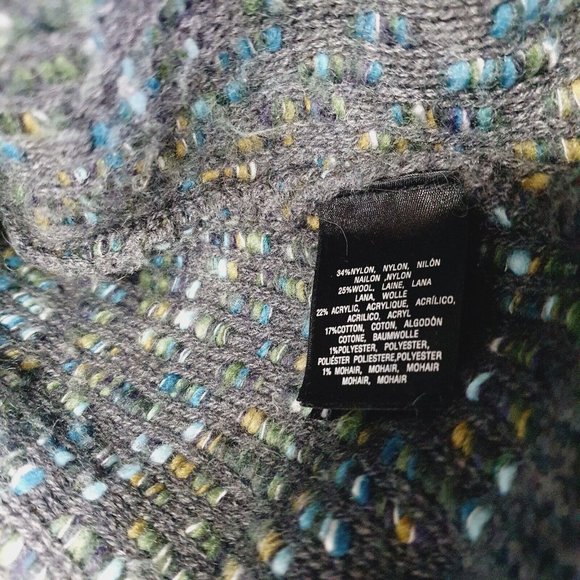 34%NYLON, NYLON, NILÓN
NAILON ,NYLON
25%WOOL, LAINE, LANA
LANA, WOLLE
22% ACRYLIC, ACRYLIQUE, ACRÍLICO,
ACRILICO, ACRYL
17%COTTON, COTON, ALGODÓN
COTONE, BAUMWOLLE
1%POLYESTER, POLYESTER,
POLIÉSTER POLIESTERE,POLYESTER
1% MOHAIR, MOHAIR, MOHAIR
MOHAIR, MOHAIR